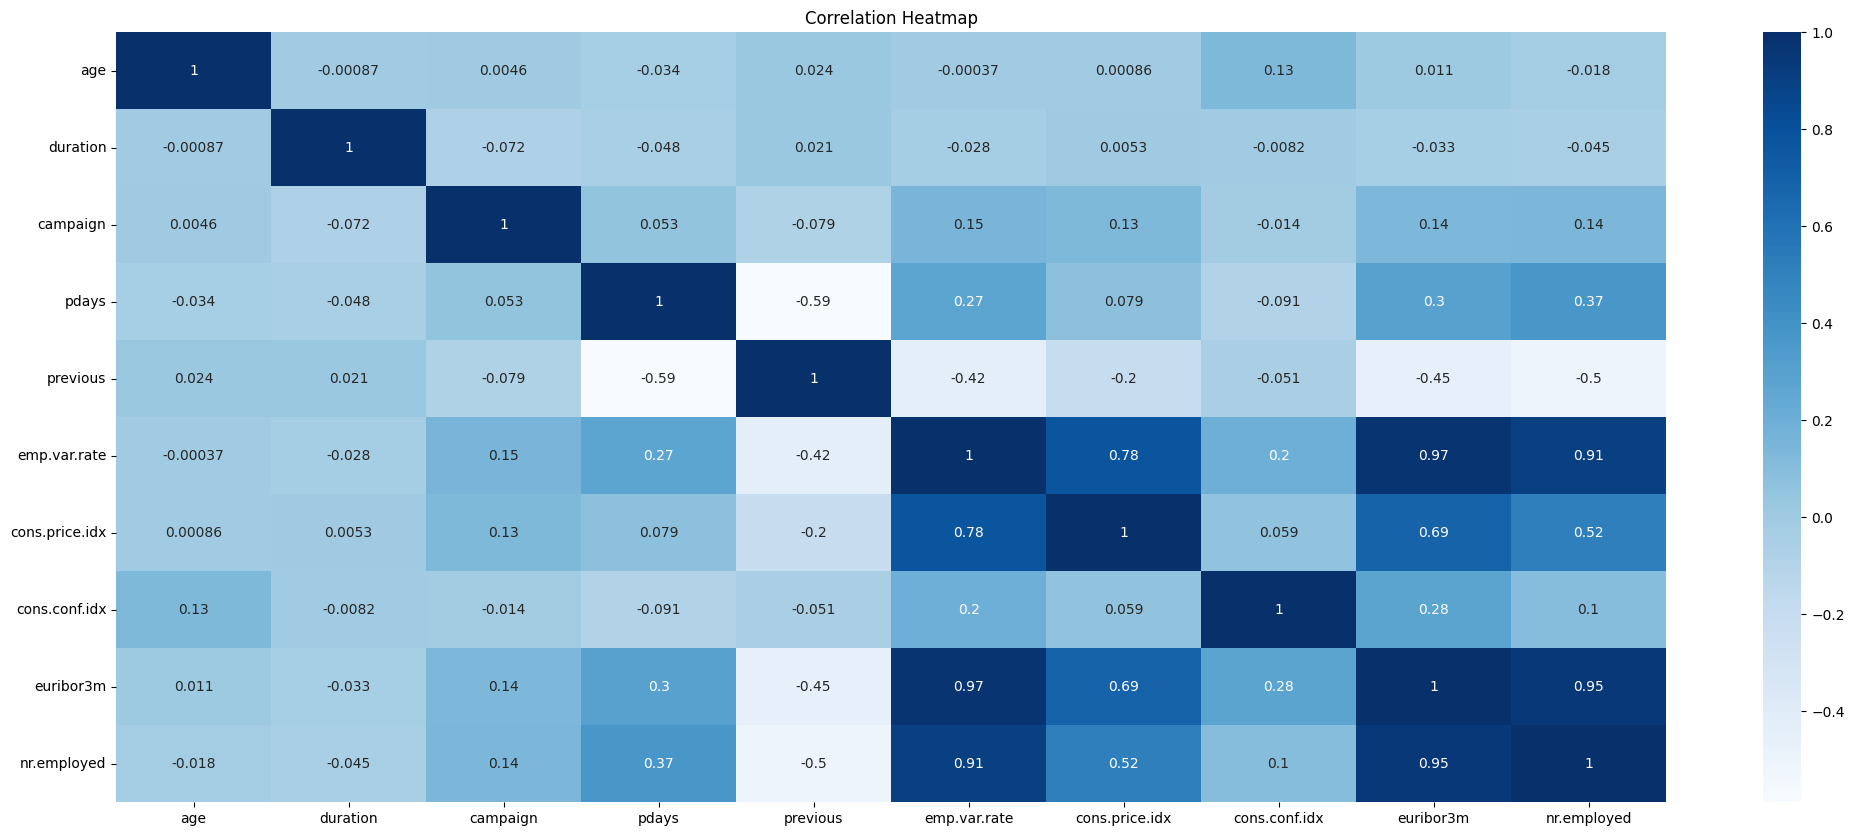 Correlation Heatmap
age 1 -0.00087 0.0046 -0.034 0.024 -0.00037 0.00086 0.13 0.011 -0.018
duration -0.00087 1 -0.072 -0.048 0.021 -0.028 0.0053 -0.0082 -0.033 -0.045
campaign 0.0046 -0.072 1 0.053 -0.079 0.15 0.13 -0.014 0.14 0.14
pdays -0.034 -0.048 0.053 1 -0.59 0.27 0.079 -0.091 0.3 0.37
previous 0.024 0.021 -0.079 -0.59 1 -0.42 -0.2 -0.051 -0.45 -0.5
emp.var.rate -0.00037 -0.028 0.15 0.27 -0.42 1 0.78 0.2 0.97 0.91
cons.price.idx 0.00086 0.0053 0.13 0.079 -0.2 0.78 1 0.059 0.69 0.52
cons.conf.idx 0.13 -0.0082 -0.014 -0.091 -0.051 0.2 0.059 1 0.28 0.1
euribor3m 0.011 -0.033 0.14 0.3 -0.45 0.97 0.69 0.28 1 0.95
nr.employed -0.018 -0.045 0.14 0.37 -0.5 0.91 0.52 0.1 0.95 1
age duration campaign pdays previous emp.var.rate cons.price.idx cons.conf.idx euribor3m nr.employed
1.0
0.8
0.6
0.4
0.2
0.0
−0.2
−0.4